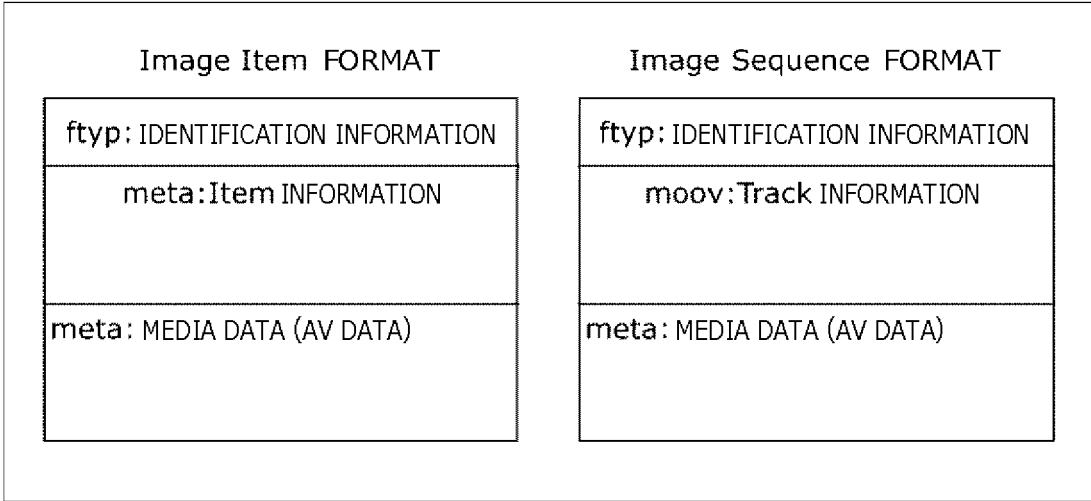 Image Item FORMAT
ftyp: IDENTIFICATION INFORMATION
meta:Item INFORMATION
meta: MEDIA DATA (AV DATA)
Image Sequence FORMAT
ftyp: IDENTIFICATION INFORMATION
moov:Track INFORMATION
meta: MEDIA DATA (AV DATA)